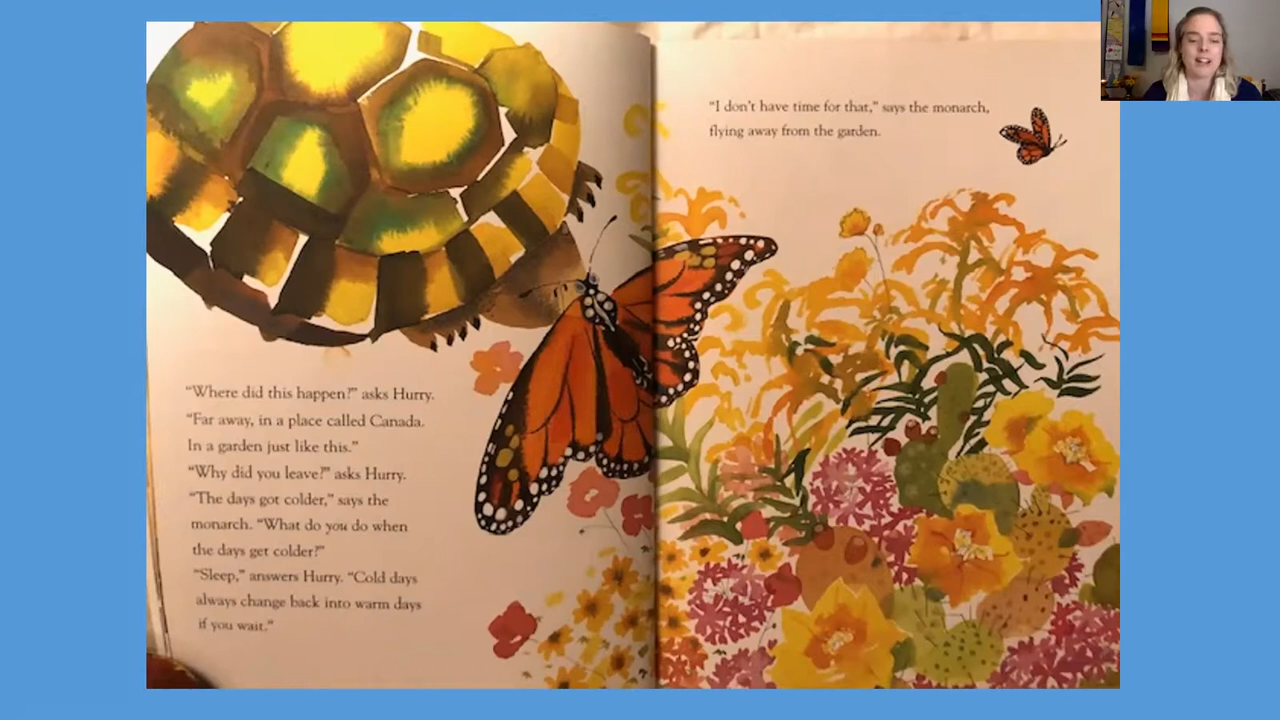 “Where did this happen?” asks Hurry.
“Far away, in a place called Canada.
In a garden just like this.”
“Why did you leave?” asks Hurry.
“The days got colder,” says the
monarch. “What do you do when
the days get colder?”
“Sleep,” answers Hurry. “Cold days
always change back into warm days
if you wait.”
“I don’t have time for that,” says the monarch,
flying away from the garden.